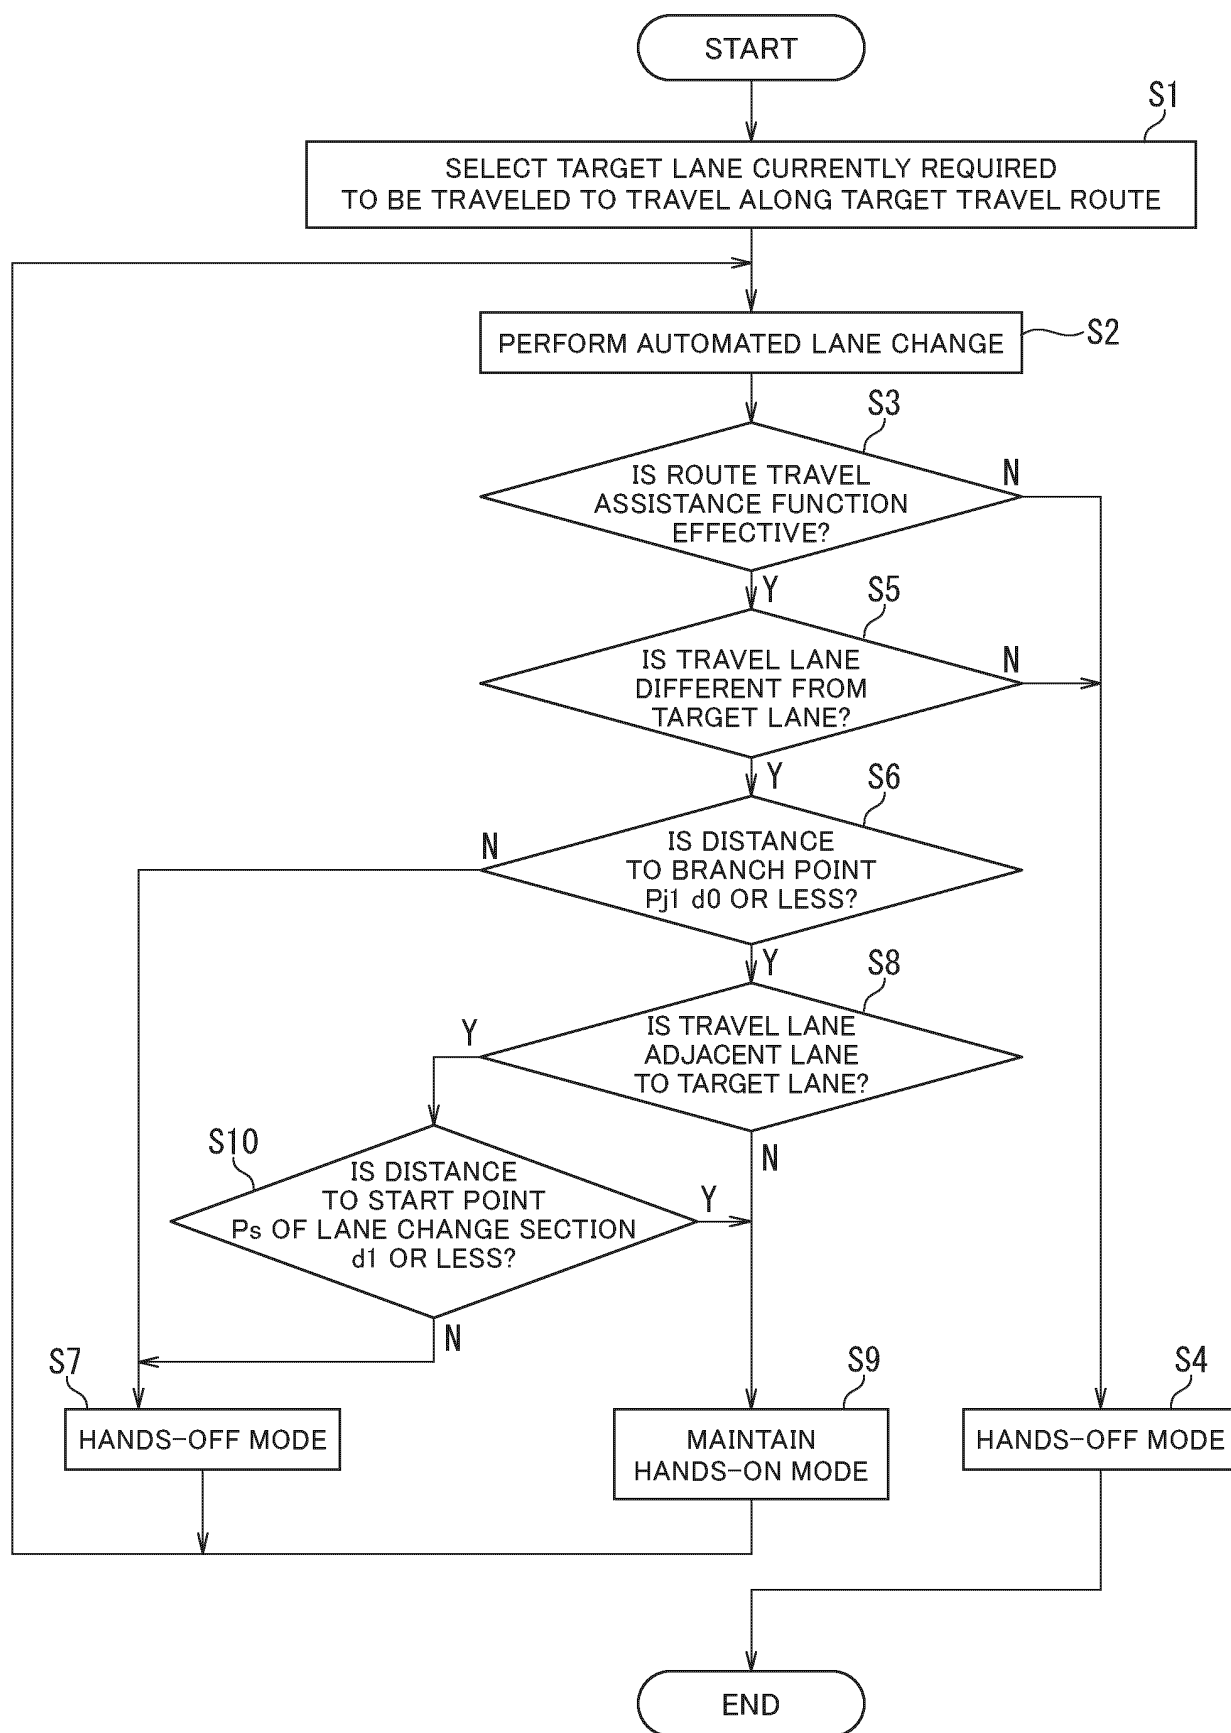 START
S1
SELECT TARGET LANE CURRENTLY REQUIRED
TO BE TRAVELED TO TRAVEL ALONG TARGET TRAVEL ROUTE
PERFORM AUTOMATED LANE CHANGE
S2
S3
IS ROUTE TRAVEL
ASSISTANCE FUNCTION
EFFECTIVE?
N
Y
S5
IS TRAVEL LANE
DIFFERENT FROM
TARGET LANE?
N
Y
S6
IS DISTANCE
TO BRANCH POINT
Pj1 d0 OR LESS?
N
Y
S8
IS TRAVEL LANE
ADJACENT LANE
TO TARGET LANE?
Y
N
S10
IS DISTANCE
TO START POINT
Ps OF LANE CHANGE SECTION
d1 OR LESS?
Y
N
S7
HANDS-OFF MODE
S9
MAINTAIN
HANDS-ON MODE
S4
HANDS-OFF MODE
END